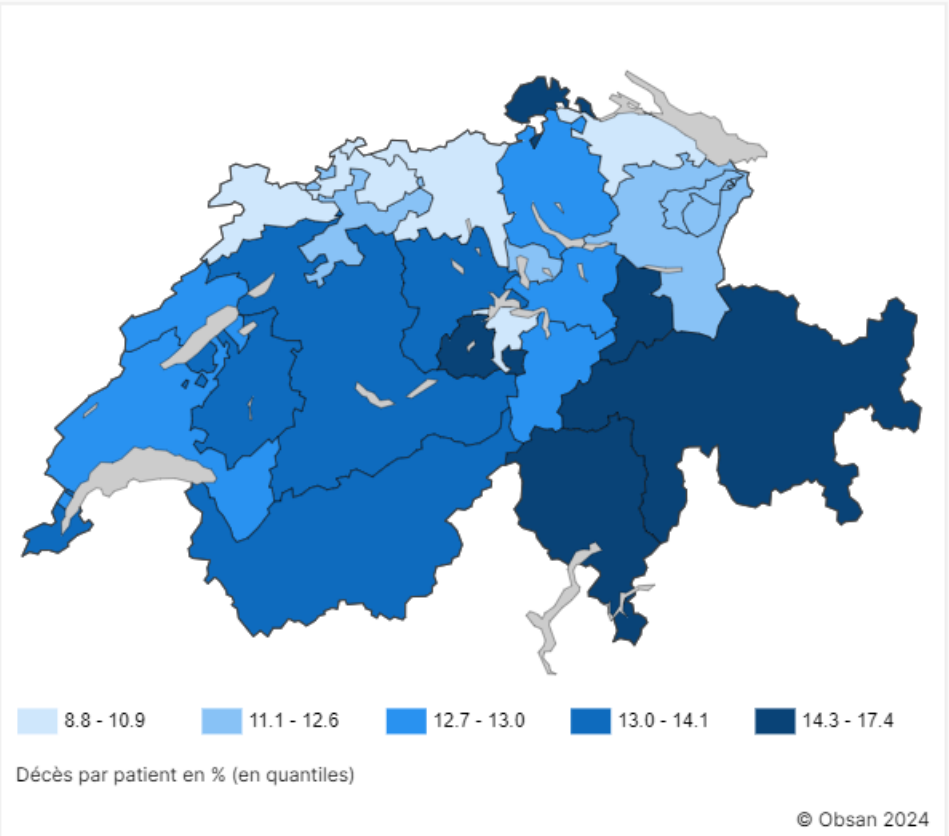 8.8 - 10.9 11.1 - 12.6 12.7 - 13.0 13.0 - 14.1 14.3 - 17.4
Décès par patient en % (en quantiles)
© Obsan 2024